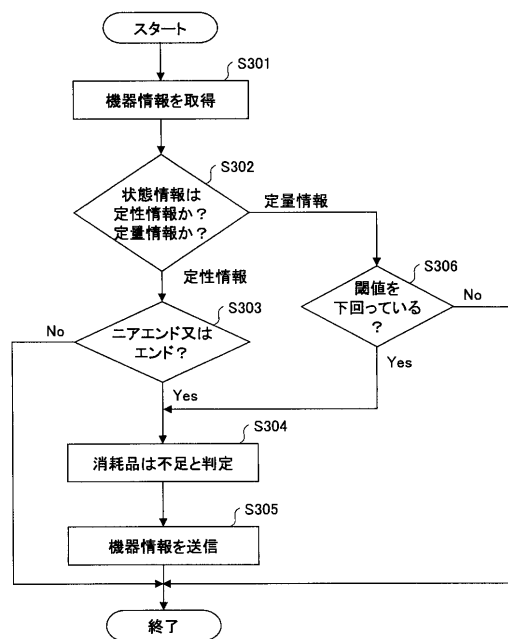 スタート
S301
機器情報を取得
S302
状態情報は
定性情報か?
定量情報か?
定量情報
定性情報
S306
閾値を
下回っている
?
No
Yes
S303
ニアエンド又は
エンド?
No
Yes
S304
消耗品は不足と判定
S305
機器情報を送信
終了